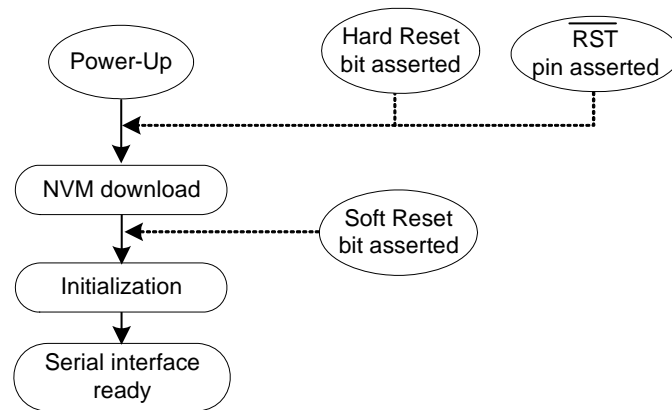 Power-Up
Hard Reset
bit asserted
RST
pin asserted
NVM download
Soft Reset
bit asserted
Initialization
Serial interface
ready